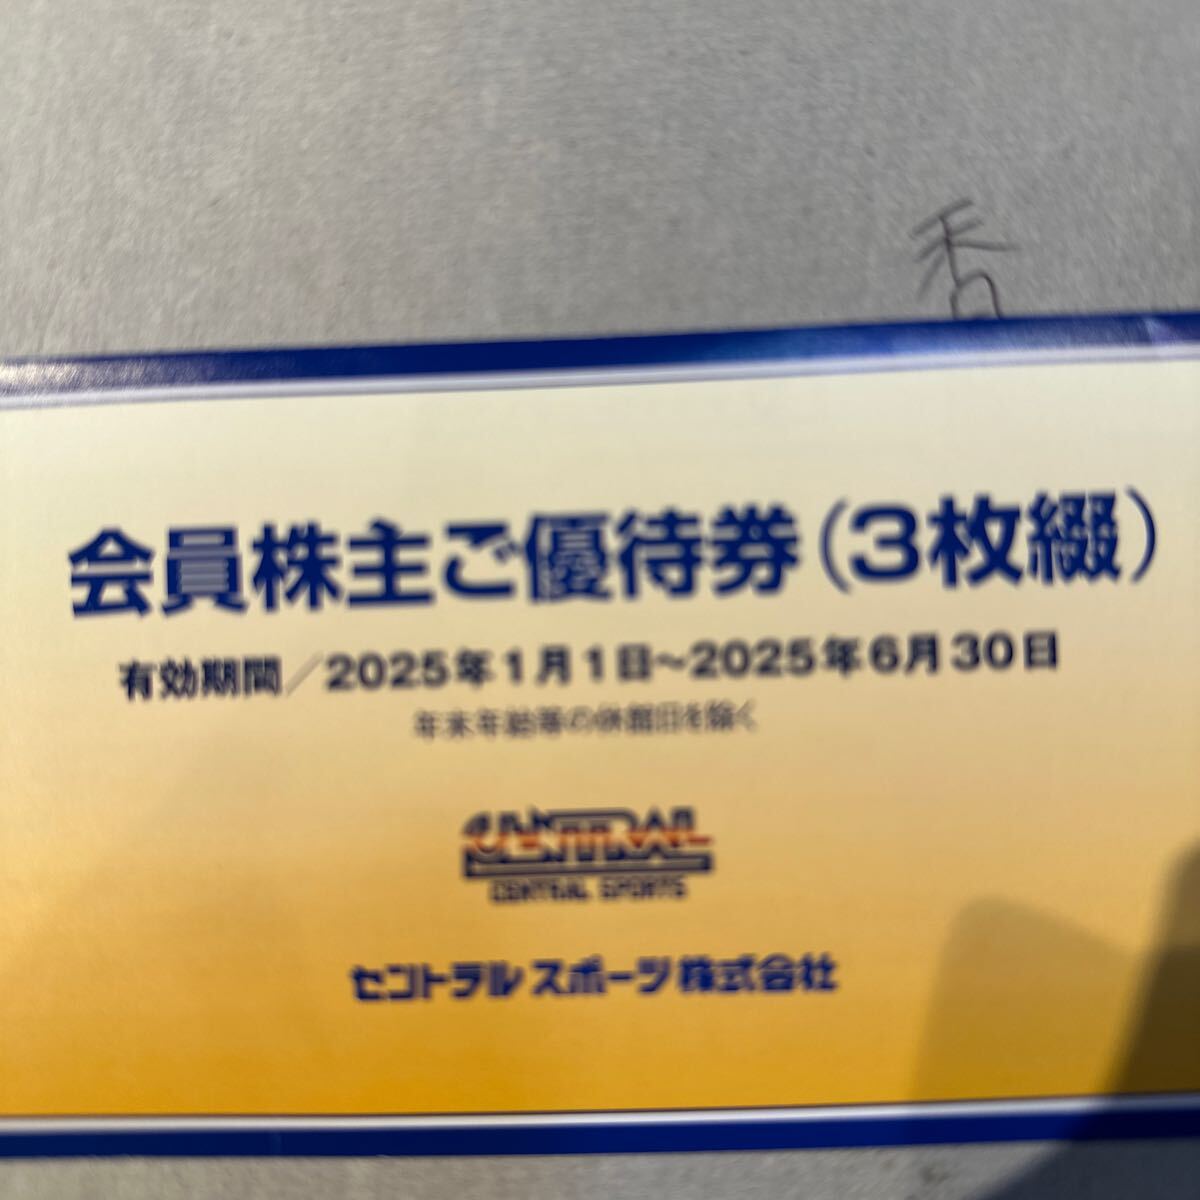 会員株主ご優待券(3枚綴)
有効期間/2025年1月1日~2025年6月30日
年末年始等の休館日を除く
CENTRAL
CENTRAL SPORTS
セントラルスポーツ株式会社